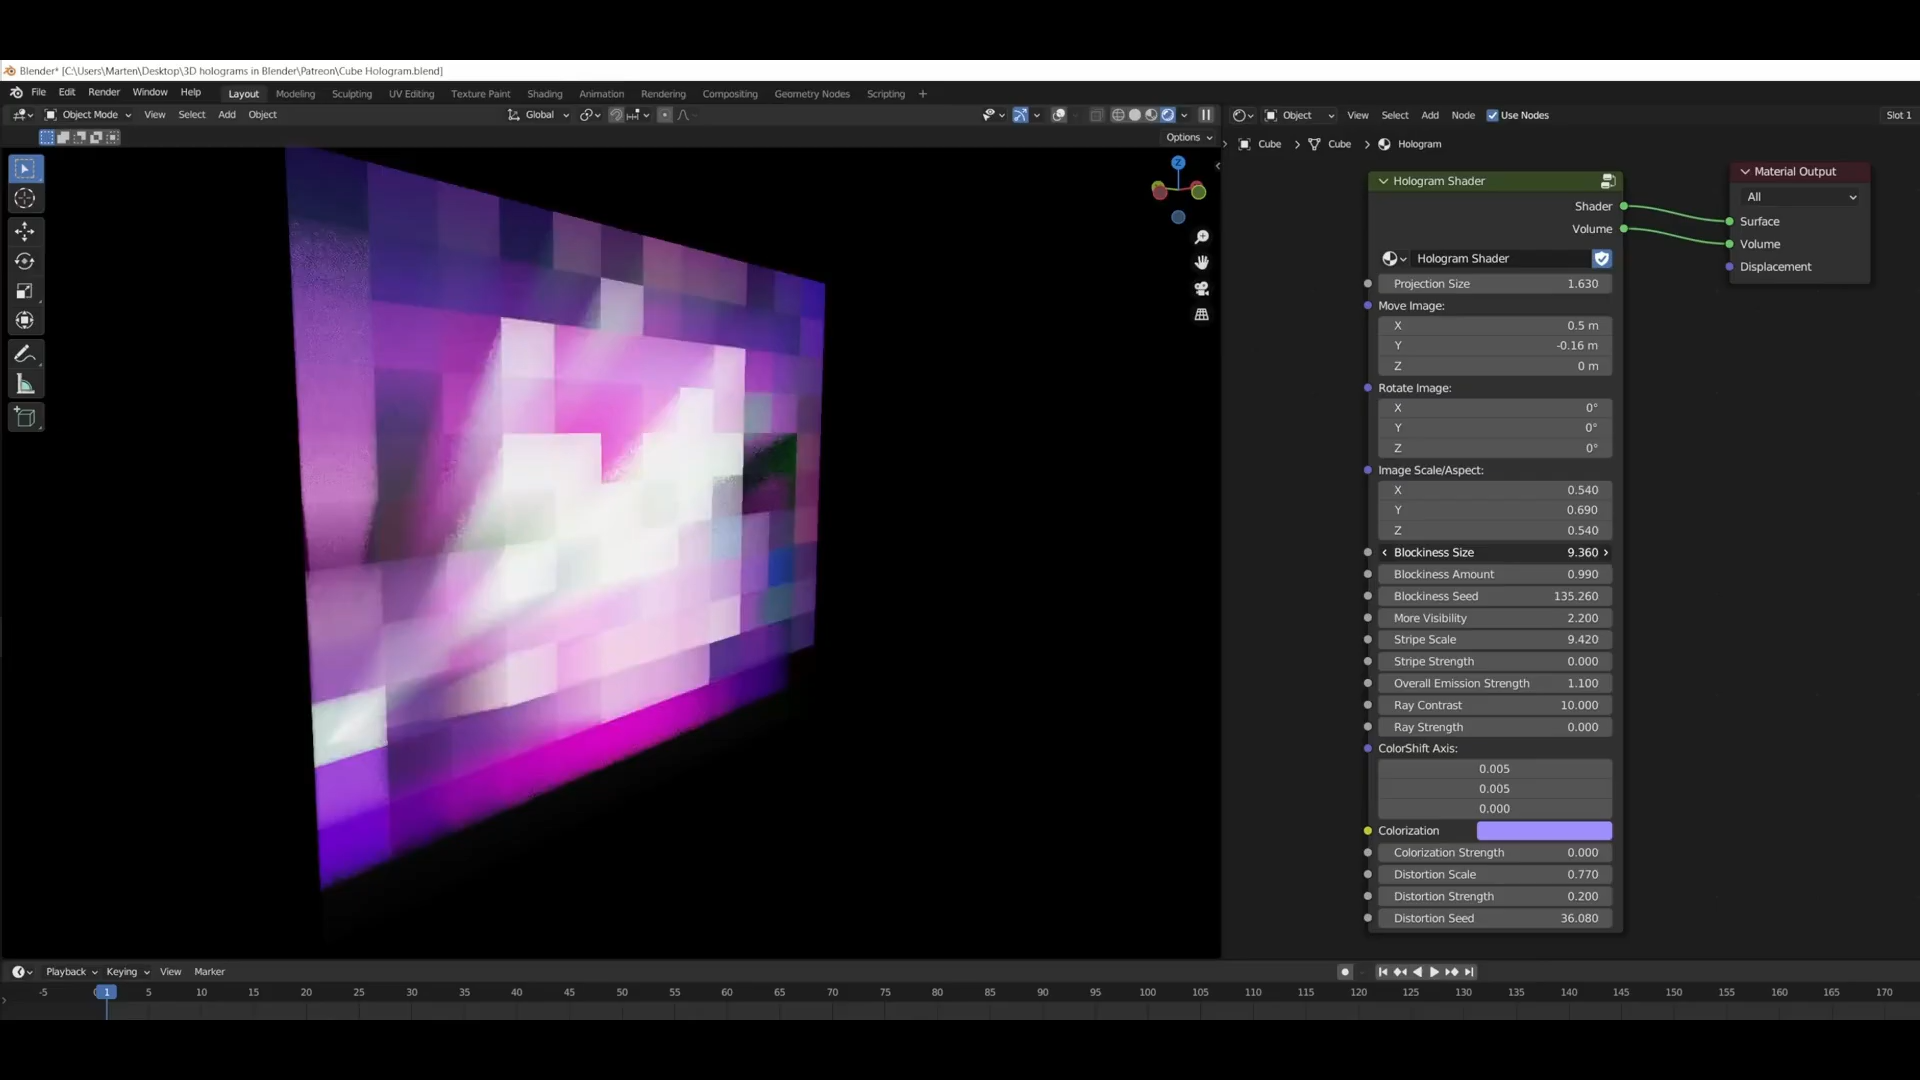 Blender* [C:\Users\Marten\Desktop\3D holograms in Blender\Patreon\Cube Hologram.blend]
File Edit Render Window Help Layout Modeling Sculpting UV Editing Texture Paint Shading Animation Rendering Compositing Geometry Nodes Scripting +
Object Mode View Select Add Object Global
Options
Z
Object View Select Add Node Use Nodes Slot 1
Cube > Cube > Hologram
Hologram Shader
Shader
Volume
Hologram Shader
Projection Size 1.630
Move Image:
X 0.5 m
Y -0.16 m
Z 0 m
Rotate Image:
X 0°
Y 0°
Z 0°
Image Scale/Aspect:
X 0.540
Y 0.690
Z 0.540
Blockiness Size 9.360
Blockiness Amount 0.990
Blockiness Seed 135.260
More Visibility 2.200
Stripe Scale 9.420
Stripe Strength 0.000
Overall Emission Strength 1.100
Ray Contrast 10.000
Ray Strength 0.000
ColorShift Axis:
0.005
0.005
0.000
Colorization
Colorization Strength 0.000
Distortion Scale 0.770
Distortion Strength 0.200
Distortion Seed 36.080
Material Output
All
Surface
Volume
Displacement
Playback Keying View Marker
-5 1 5 10 15 20 25 30 35 40 45 50 55 60 65 70 75 80 85 90 95 100 105 110 115 120 125 130 135 140 145 150 155 160 165 170